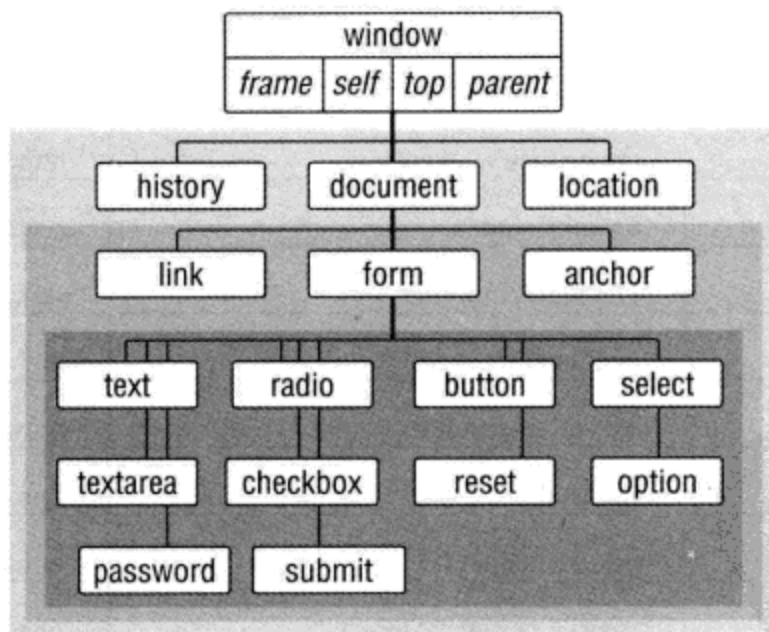 window
frame self top parent
history document location
link form anchor
text radio button select
textarea checkbox reset option
password submit